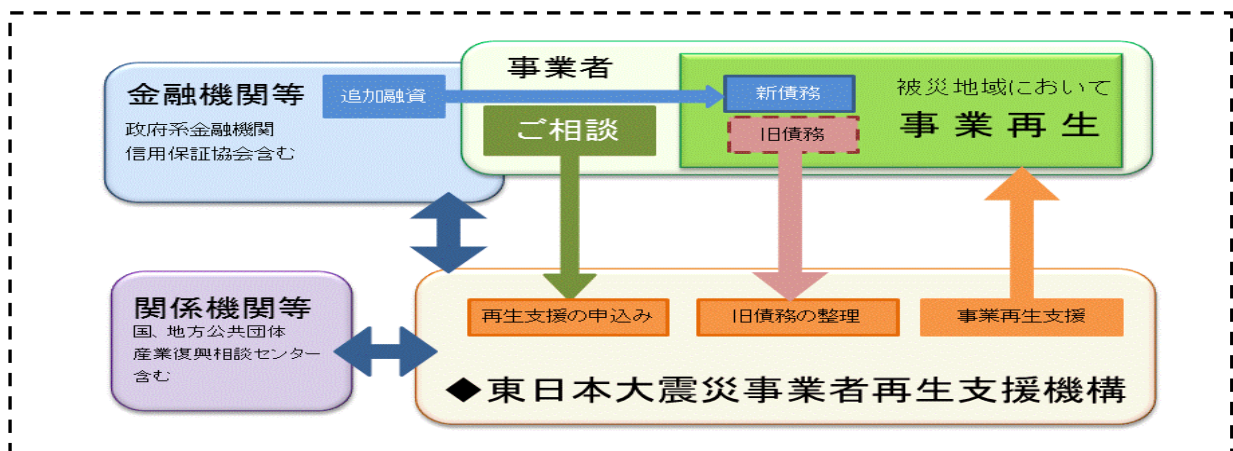 金融機関等
政府系金融機関
信用保証協会含む
追加融資
事業者
ご相談
新債務
旧債務
被災地域において
事業再生
関係機関等
国、地方公共団体
産業復興相談センター
含む
再生支援の申込み
旧債務の整理
事業再生支援
◆東日本大震災事業者再生支援機構